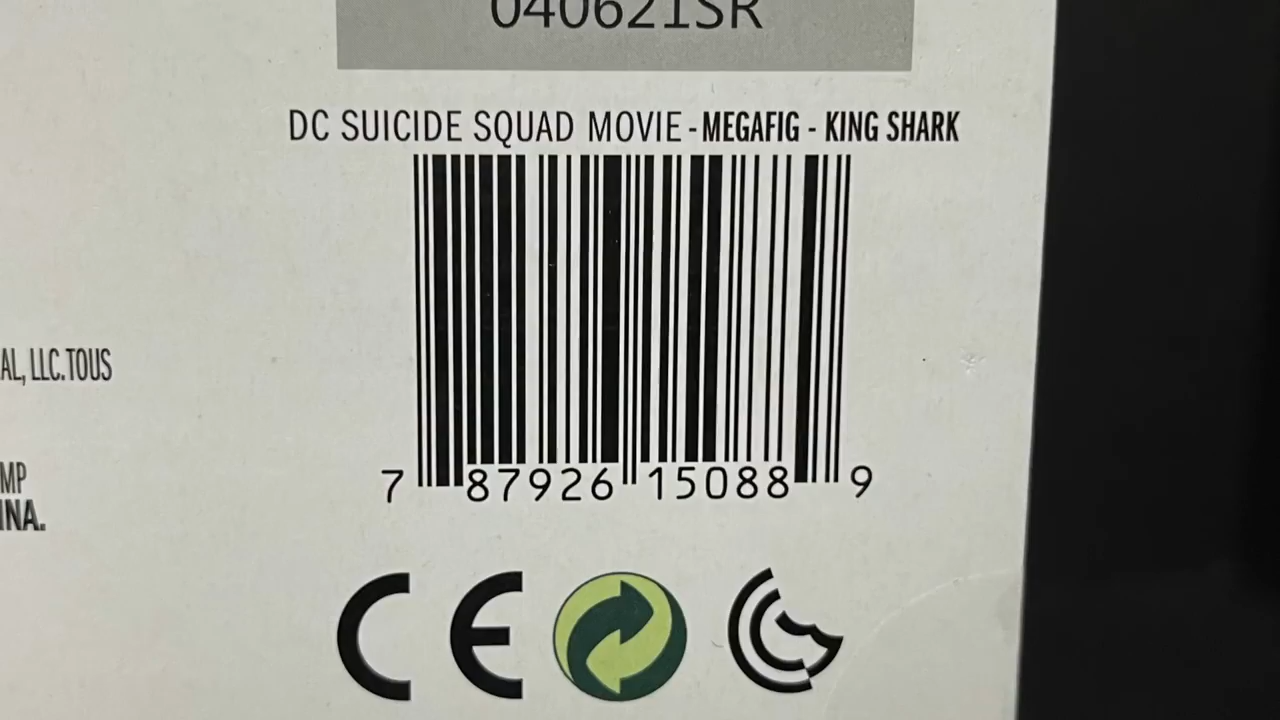 040621SR
DC SUICIDE SQUAD MOVIE - MEGAFIG - KING SHARK
AL, LLC. TOUS
MP
INA.
7 87926 15088 9
CE